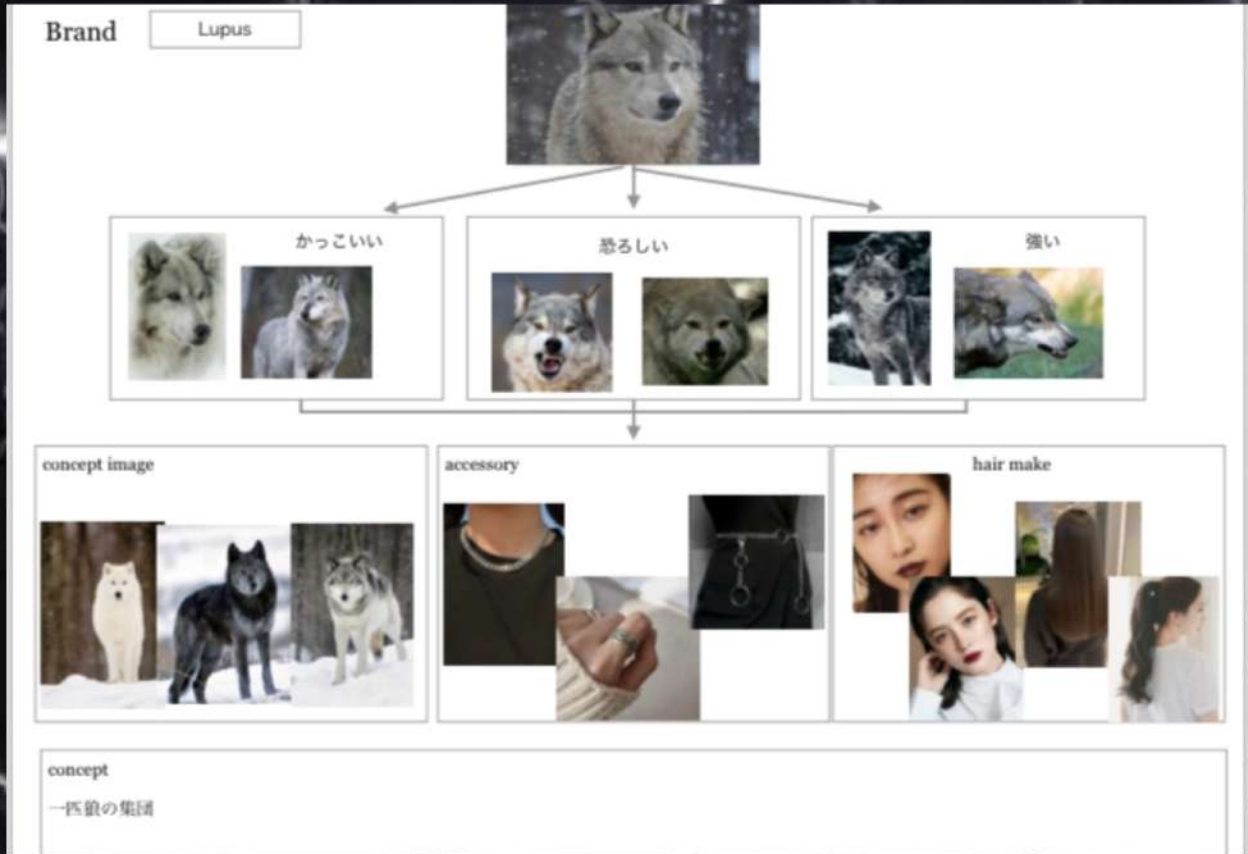 Brand
Lupus
かっこいい
恐ろしい
強い
concept image
accessory
hair make
concept
一匹狼の集団